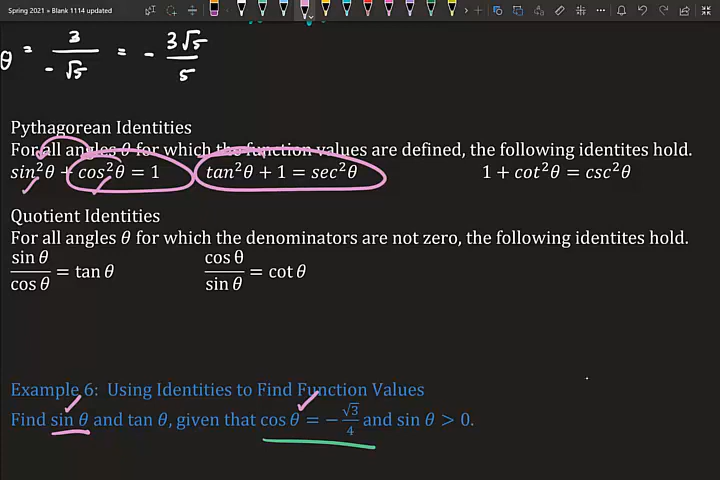 Spring 2021 » Blank 1114 updated
θ = 3/-√5 = - 3√5/5
Pythagorean Identities
For all angles θ for which the function values are defined, the following identites hold.
sin²θ + cos²θ = 1 tan²θ + 1 = sec²θ 1 + cot²θ = csc²θ
Quotient Identities
For all angles θ for which the denominators are not zero, the following identites hold.
sin θ/cos θ = tan θ cos θ/sin θ = cot θ
Example 6: Using Identities to Find Function Values
Find sin θ and tan θ, given that cos θ = -√3/4 and sin θ > 0.